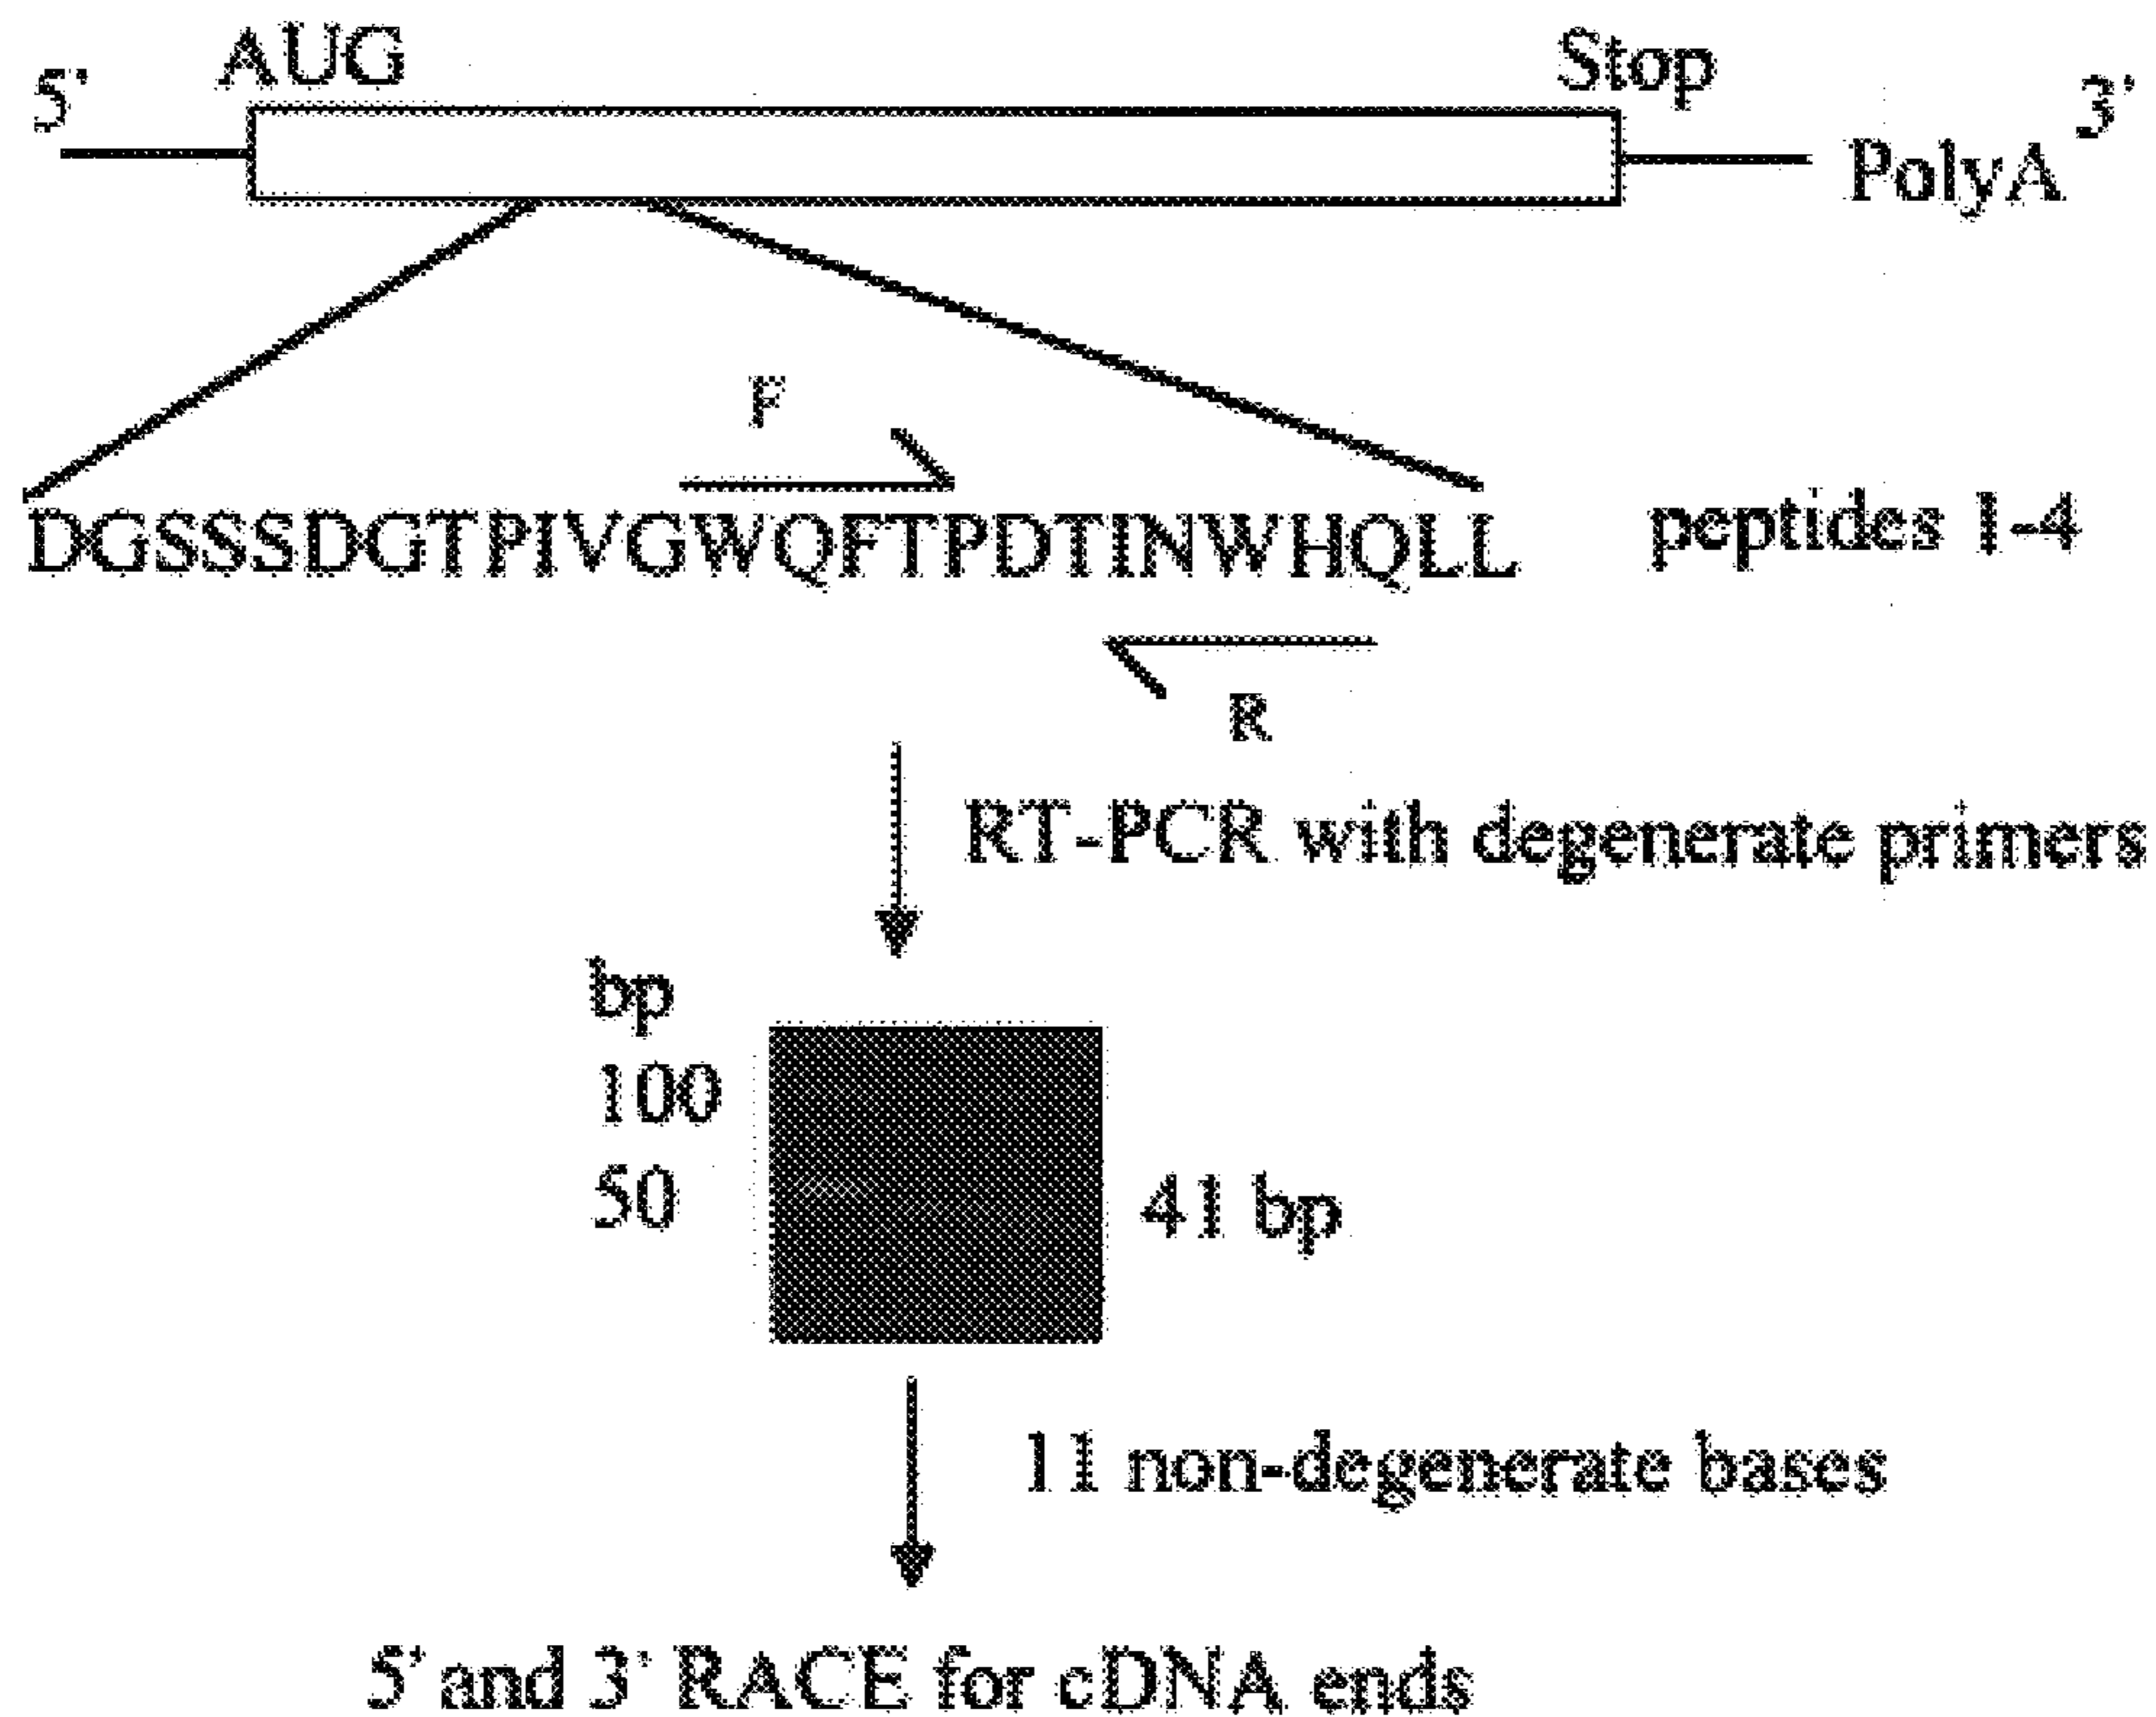 5' AUG Stop 3'
PolyA
F
DGSSSDGTPIVGWQFTPDTINWHQLL peptides 1-4
R
RT-PCR with degenerate primers
bp
100
50 41 bp
11 non-degenerate bases
5' and 3' RACE for cDNA ends